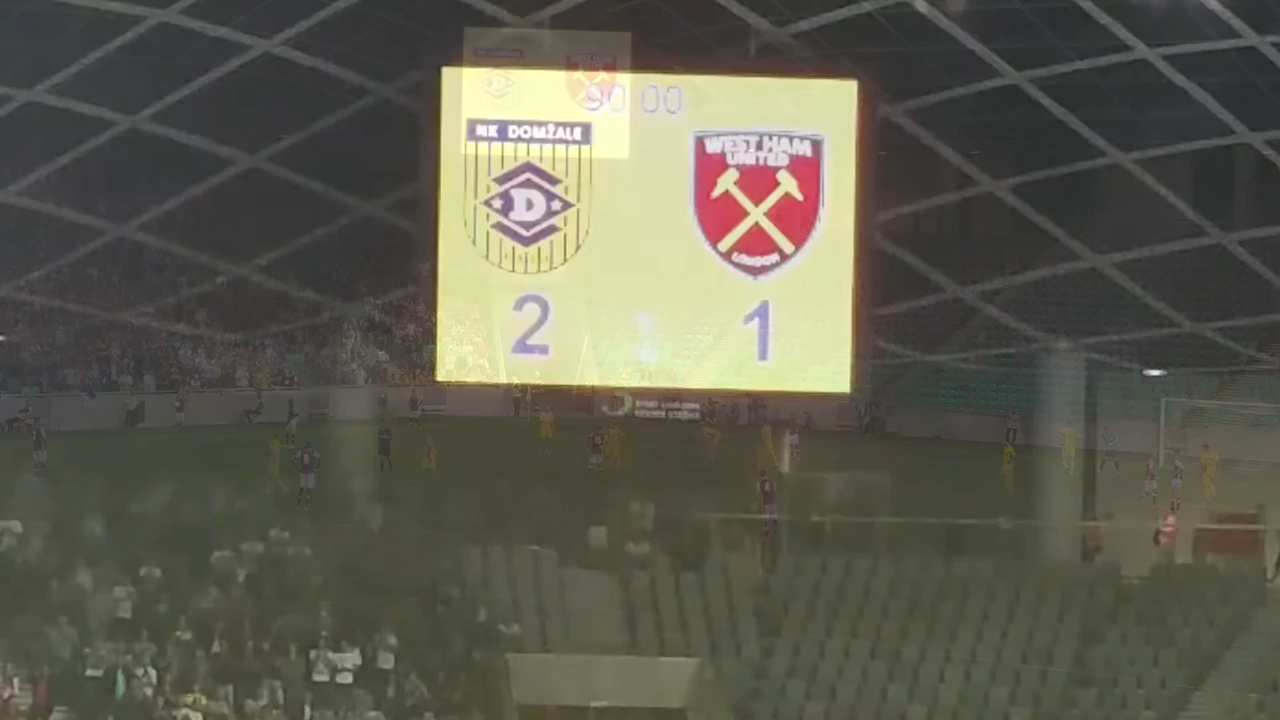 90 00
NK DOMŽALE
D
WEST HAM
UNITED
LONDON
2 1